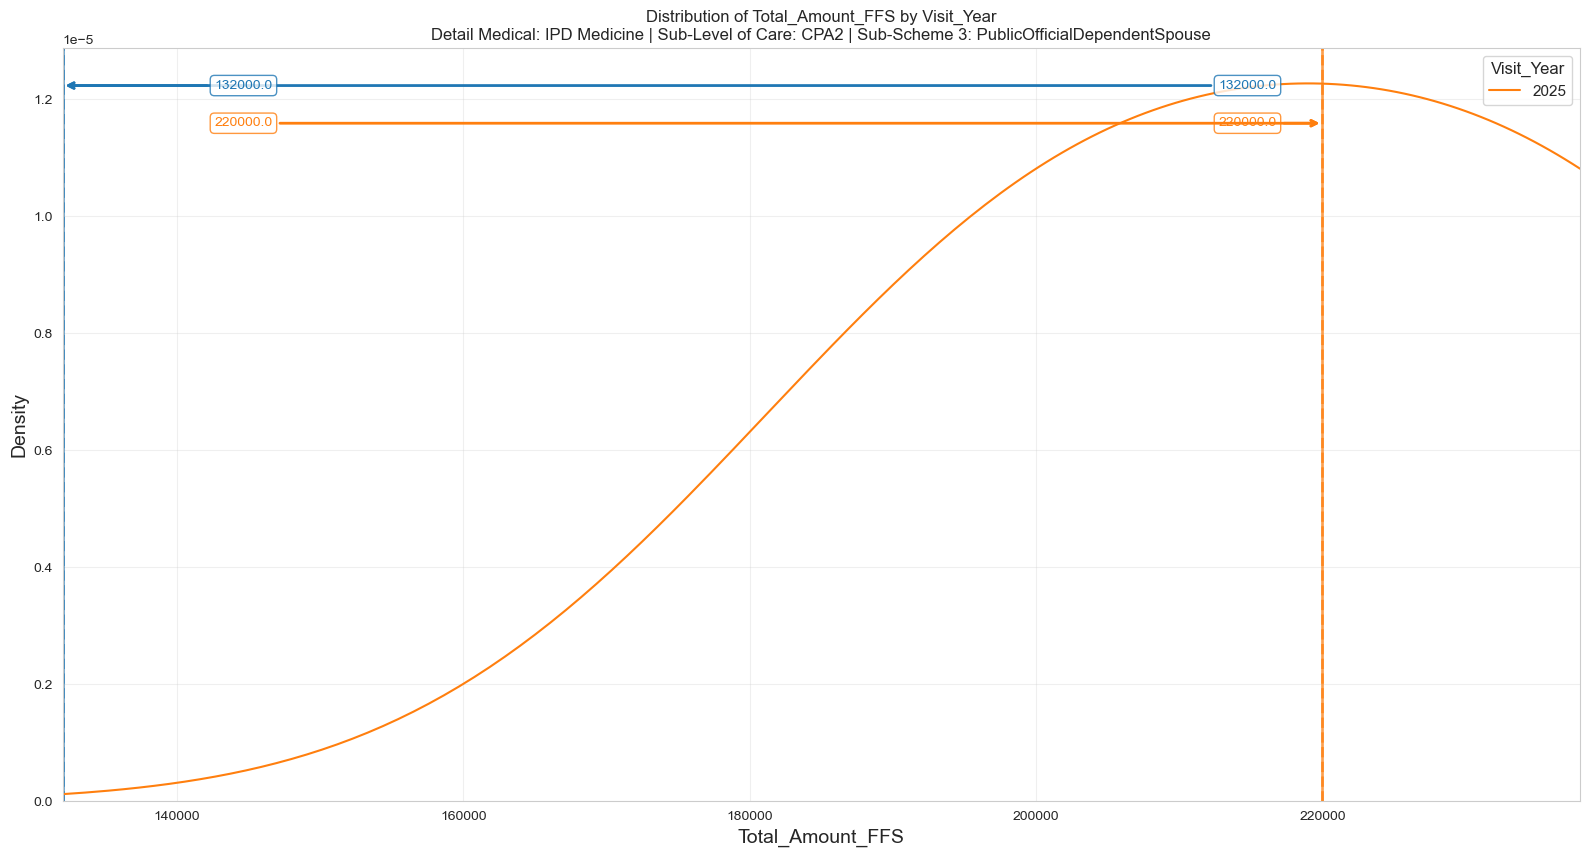 Distribution of Total_Amount_FFS by Visit_Year
Detail Medical: IPD Medicine | Sub-Level of Care: CPA2 | Sub-Scheme 3: PublicOfficialDependentSpouse
1e−5
Visit_Year
2025
132000.0
132000.0
220000.0
220000.0
1.2
1.0
0.8
0.6
0.4
0.2
0.0
Density
140000
160000
180000
200000
220000
Total_Amount_FFS